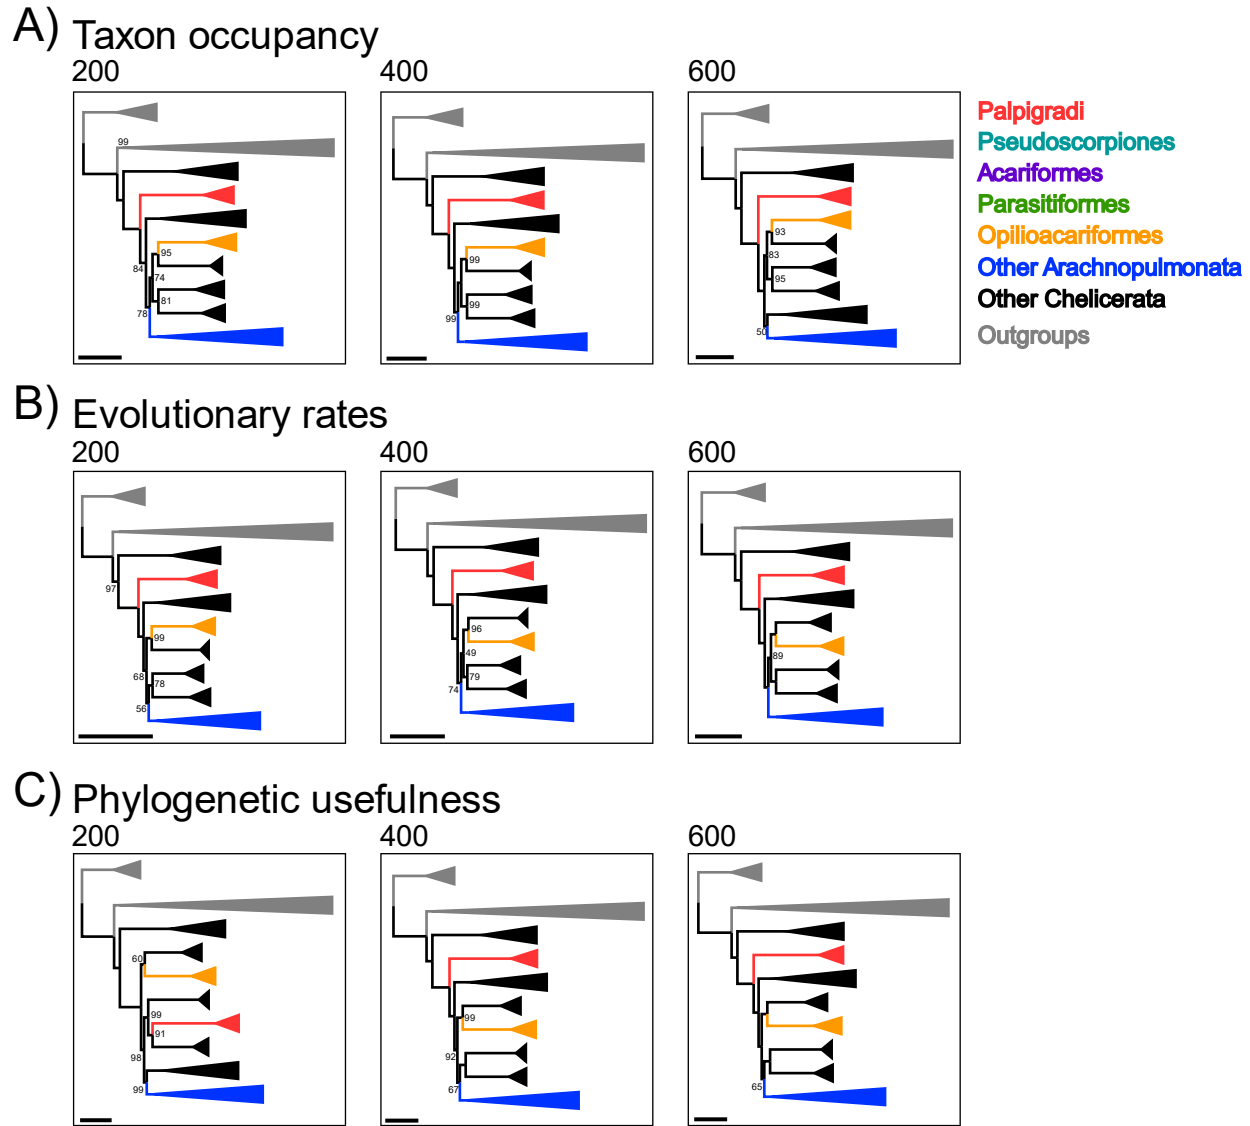 A) Taxon occupancy
200 400 600
Palpigradi
Pseudoscorpiones
Acariformes
Parasitiformes
Opilioacariformes
Other Arachnopulmonata
Other Chelicerata
Outgroups
99
95
84
74
81
78
99
99
99
93
83
95
50
B) Evolutionary rates
200 400 600
97
99
68
78
56
96
49
79
74
89
C) Phylogenetic usefulness
200 400 600
60
99
91
98
99
99
92
67
65